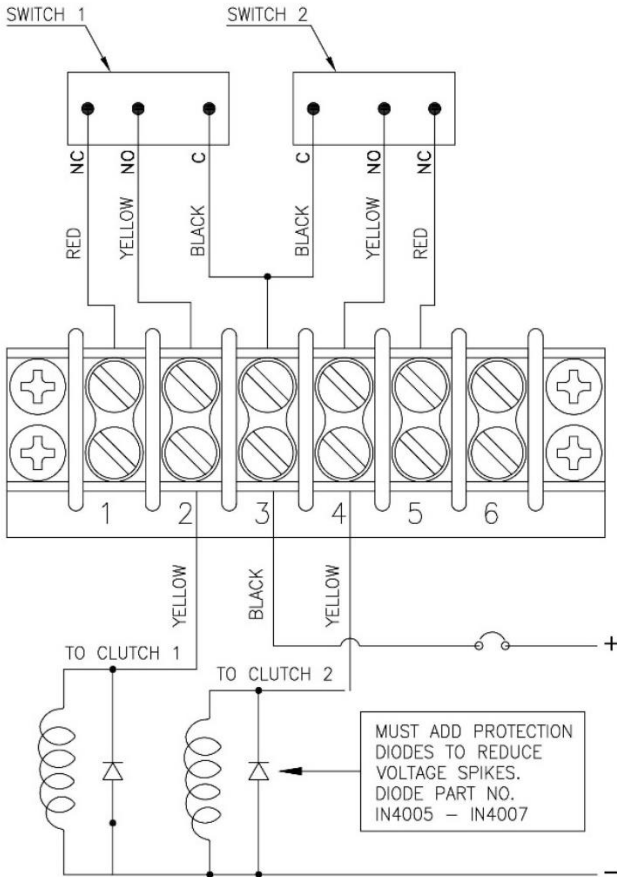 SWITCH 1
SWITCH 2
NC
NO
C
C
NO
NC
RED
YELLOW
BLACK
BLACK
YELLOW
RED
1
2
3
4
5
6
YELLOW
BLACK
YELLOW
+
TO CLUTCH 1
TO CLUTCH 2
MUST ADD PROTECTION
DIODES TO REDUCE
VOLTAGE SPIKES.
DIODE PART NO.
IN4005 – IN4007
–